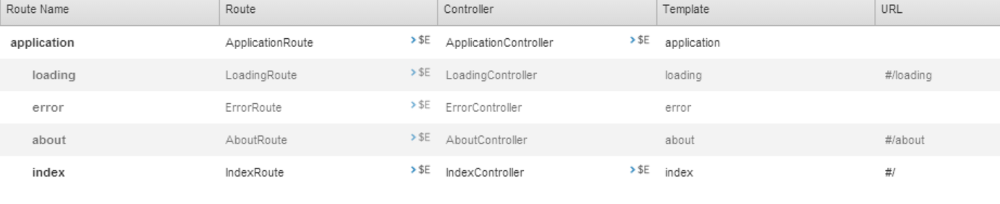 Route Name Route Controller Template URL
application ApplicationRoute >$E ApplicationController >$E application
loading LoadingRoute >$E LoadingController loading #/loading
error ErrorRoute >$E ErrorController error
about AboutRoute >$E AboutController about #/about
index IndexRoute >$E IndexController >$E index #/